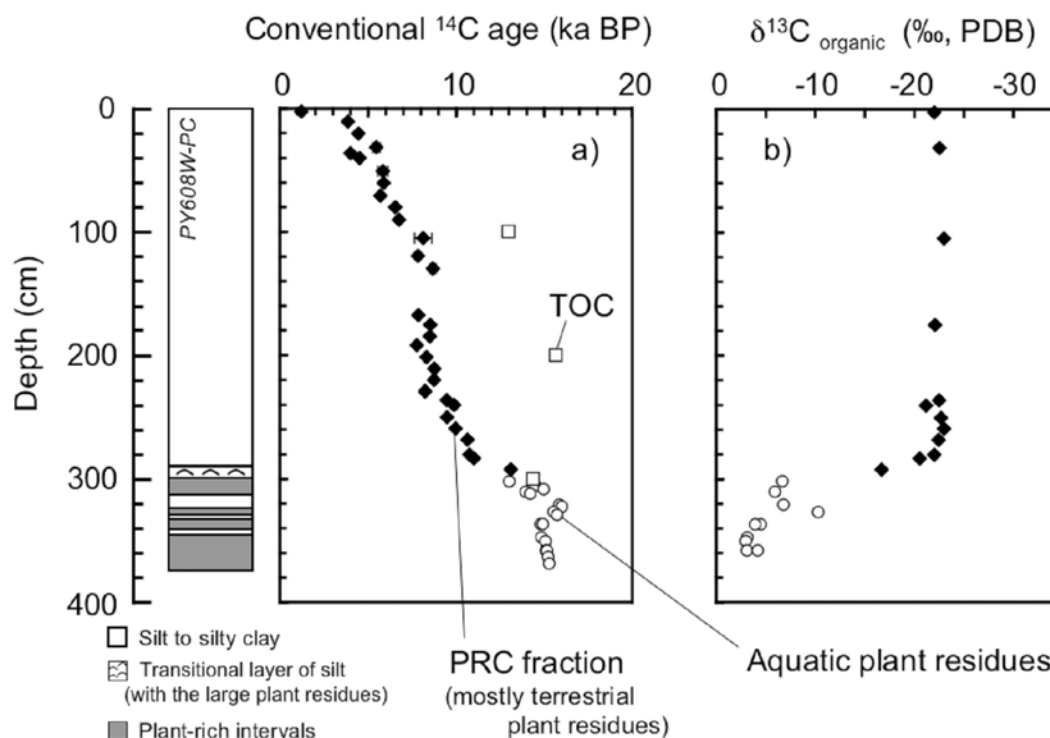 Conventional ¹⁴C age (ka BP)
δ¹³C organic (‰, PDB)
0 10 20
0 -10 -20 -30
0
100
200
300
400
Depth (cm)
PY608W-PC
a)
b)
TOC
Silt to silty clay
Transitional layer of silt
(with the large plant residues)
Plant-rich intervals
PRC fraction
(mostly terrestrial
plant residues)
Aquatic plant residues